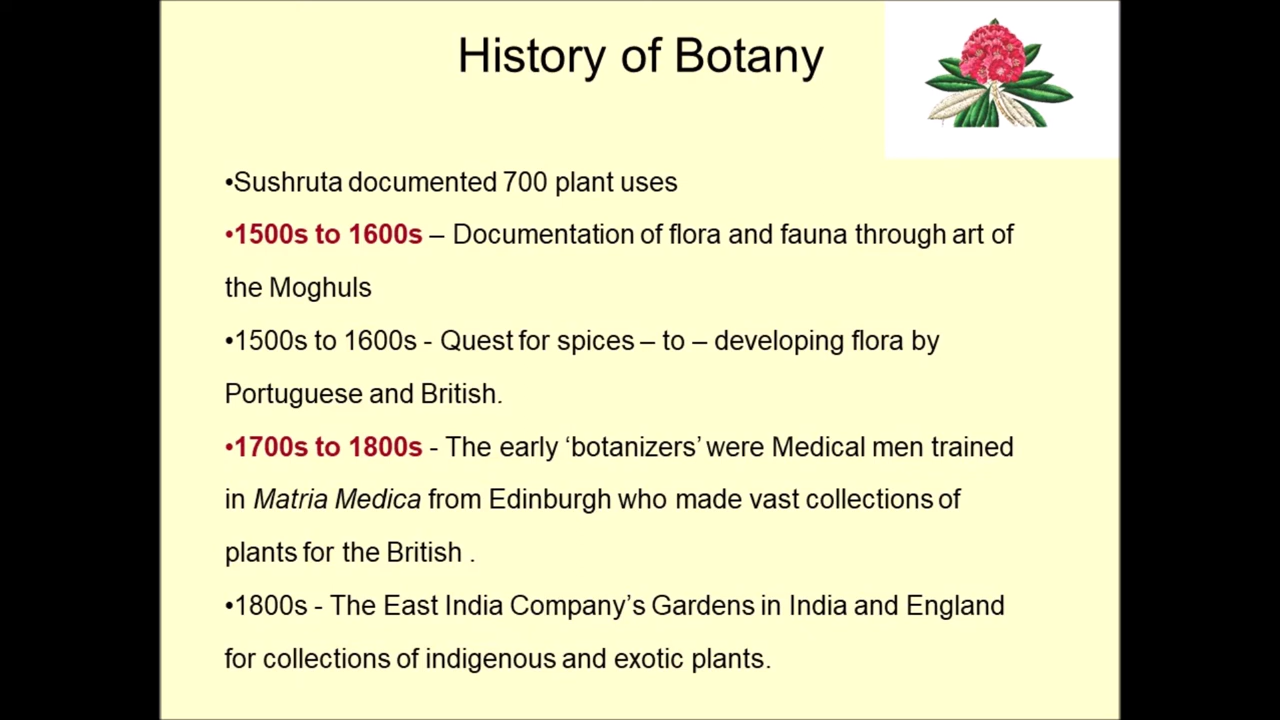 History of Botany
•Sushruta documented 700 plant uses
•1500s to 1600s – Documentation of flora and fauna through art of
the Moghuls
•1500s to 1600s - Quest for spices – to – developing flora by
Portuguese and British.
•1700s to 1800s - The early ‘botanizers’ were Medical men trained
in Matria Medica from Edinburgh who made vast collections of
plants for the British .
•1800s - The East India Company’s Gardens in India and England
for collections of indigenous and exotic plants.